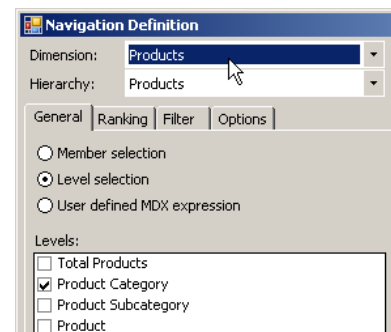 Navigation Definition
Dimension: Products
Hierarchy: Products
General Ranking Filter Options
Member selection
Level selection
User defined MDX expression
Levels:
Total Products
Product Category
Product Subcategory
Product